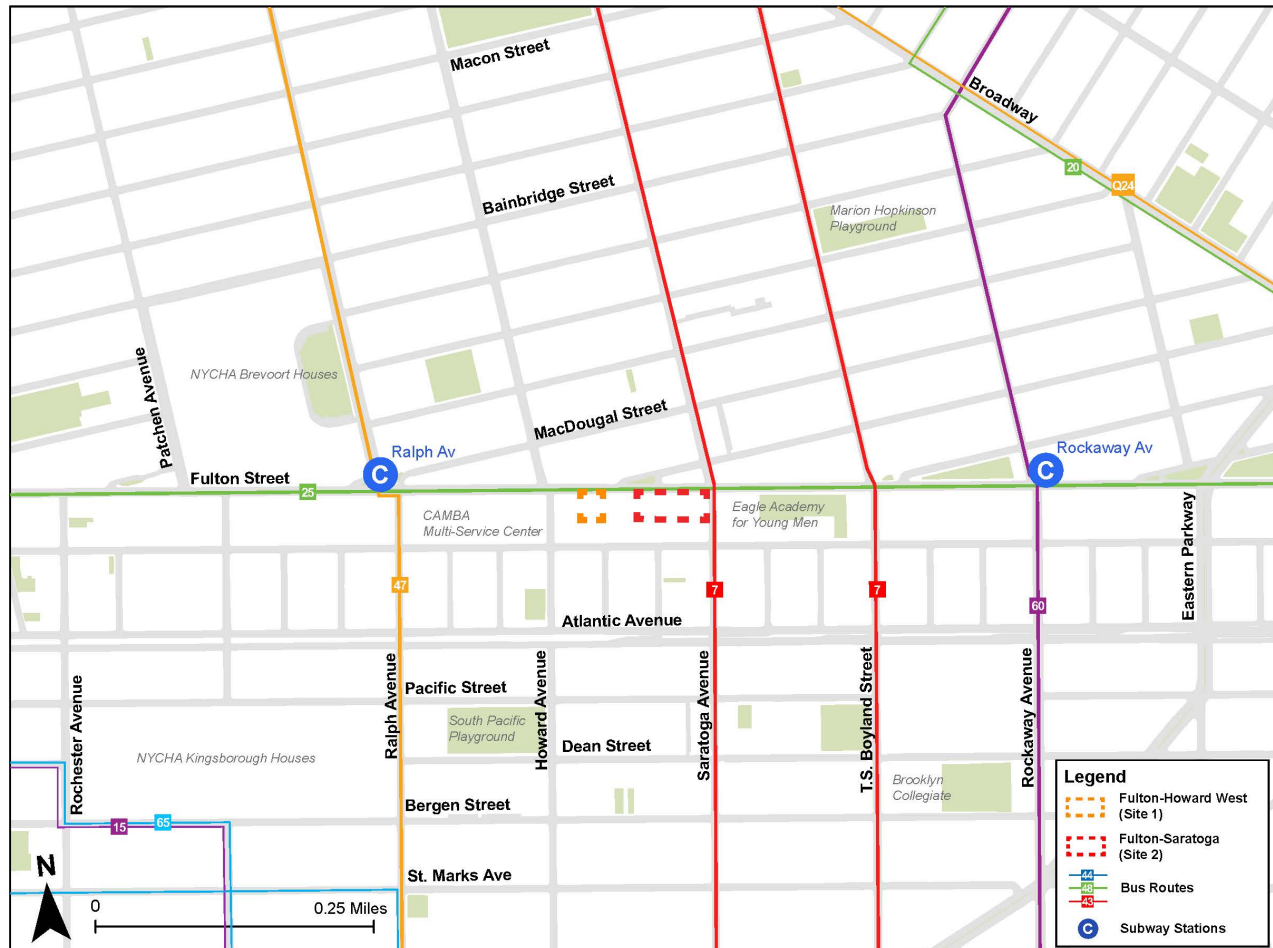 Macon Street
Broadway
20
Q24
Bainbridge Street
Marion Hopkinson
Playground
Patchen Avenue
NYCHA Brevoort Houses
MacDougal Street
C
Ralph Av
C
Rockaway Av
Fulton Street
25
CAMBA
Multi-Service Center
Eagle Academy
for Young Men
Eastern Parkway
47
7
7
60
Atlantic Avenue
Rochester Avenue
Ralph Avenue
Pacific Street
Howard Avenue
Saratoga Avenue
T.S. Boyland Street
Rockaway Avenue
South Pacific
Playground
Dean Street
NYCHA Kingsborough Houses
Bergen Street
Brooklyn
Collegiate
15
65
St. Marks Ave
N
0
0.25 Miles
Legend
Fulton-Howard West
(Site 1)
Fulton-Saratoga
(Site 2)
44
48
43
Bus Routes
C
Subway Stations